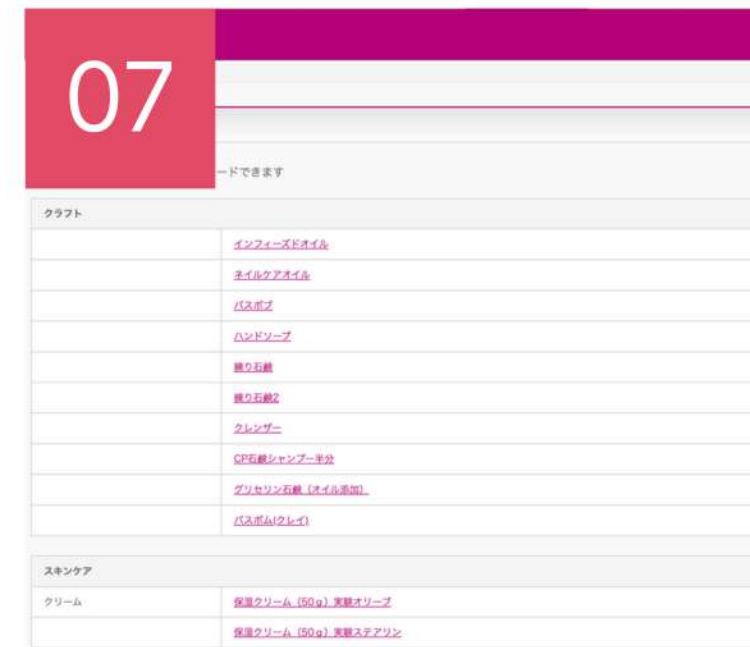 07
ードできます
クラフト
インフィーズドオイル
ネイルケアオイル
バスボブ
ハンドソープ
練り石鹸
練り石鹸2
クレンザー
CP石鹸シャンプー半分
グリセリン石鹸（オイル添加）
バスボム(クレイ)
スキンケア
クリーム 保湿クリーム（50g）実験オリーブ
保湿クリーム（50g）実験ステアリン